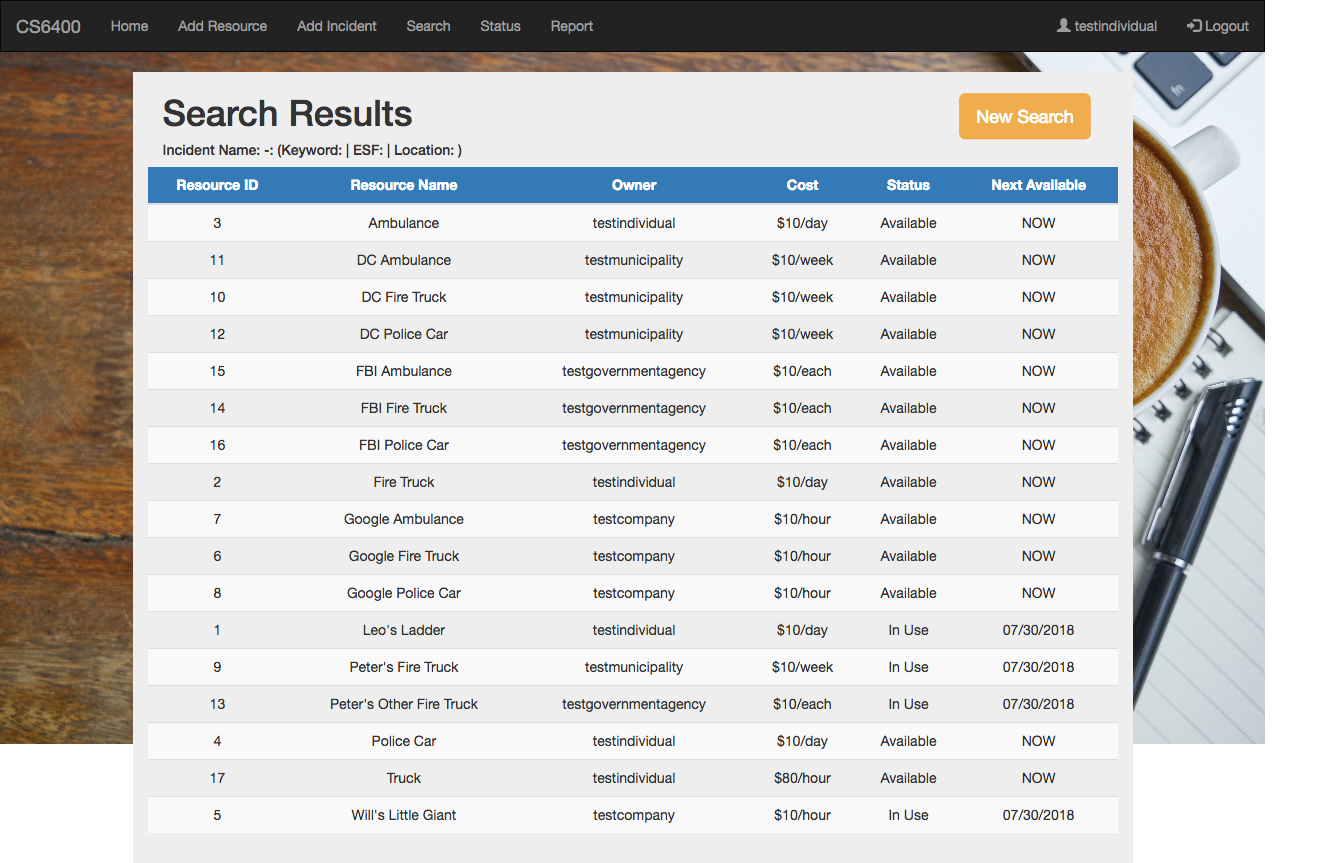 CS6400 Home Add Resource Add Incident Search Status Report testindividual Logout
Search Results
New Search
Incident Name: -: (Keyword: | ESF: | Location: )
Resource ID Resource Name Owner Cost Status Next Available
3 Ambulance testindividual $10/day Available NOW
11 DC Ambulance testmunicipality $10/week Available NOW
10 DC Fire Truck testmunicipality $10/week Available NOW
12 DC Police Car testmunicipality $10/week Available NOW
15 FBI Ambulance testgovernmentagency $10/each Available NOW
14 FBI Fire Truck testgovernmentagency $10/each Available NOW
16 FBI Police Car testgovernmentagency $10/each Available NOW
2 Fire Truck testindividual $10/day Available NOW
7 Google Ambulance testcompany $10/hour Available NOW
6 Google Fire Truck testcompany $10/hour Available NOW
8 Google Police Car testcompany $10/hour Available NOW
1 Leo's Ladder testindividual $10/day In Use 07/30/2018
9 Peter's Fire Truck testmunicipality $10/week In Use 07/30/2018
13 Peter's Other Fire Truck testgovernmentagency $10/each In Use 07/30/2018
4 Police Car testindividual $10/day Available NOW
17 Truck testindividual $80/hour Available NOW
5 Will's Little Giant testcompany $10/hour In Use 07/30/2018
fn